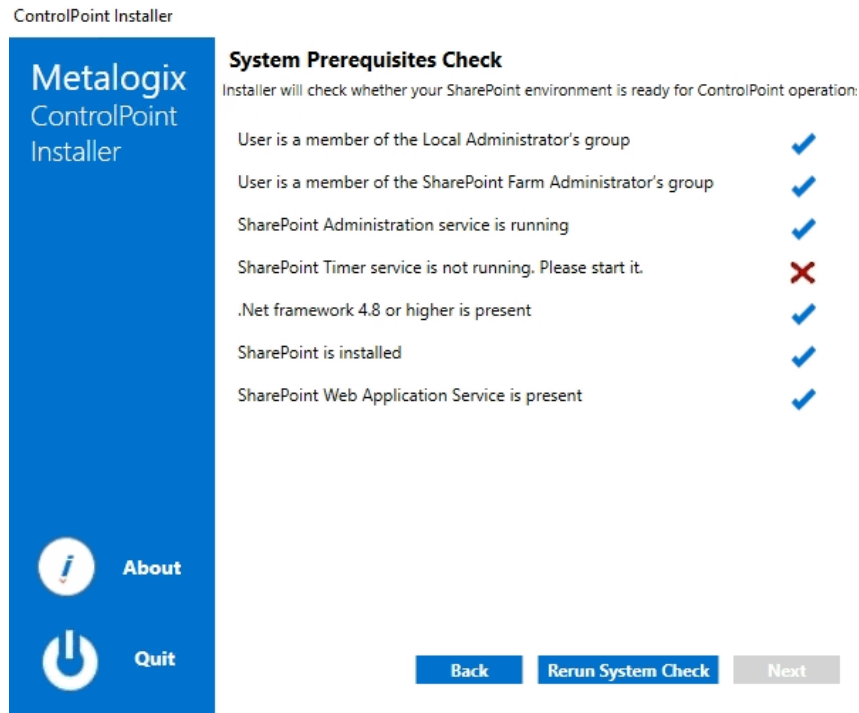 ControlPoint Installer
Metalogix
ControlPoint
Installer
System Prerequisites Check
Installer will check whether your SharePoint environment is ready for ControlPoint operation
User is a member of the Local Administrator's group
User is a member of the SharePoint Farm Administrator's group
SharePoint Administration service is running
SharePoint Timer service is not running. Please start it.
.Net framework 4.8 or higher is present
SharePoint is installed
SharePoint Web Application Service is present
About
Quit
Back
Rerun System Check
Next